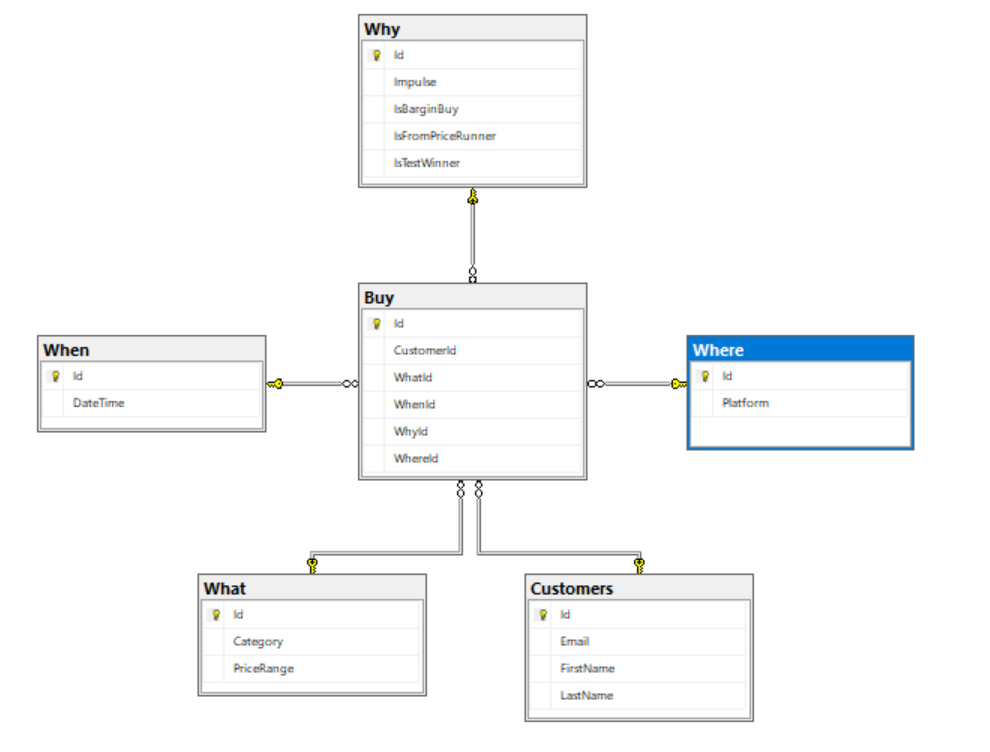 Why
Id
Impulse
IsBarginBuy
IsFromPriceRunner
IsTestWinner
Buy
Id
CustomerId
WhatId
WhenId
WhyId
WhereId
When
Id
DateTime
Where
Id
Platform
What
Id
Category
PriceRange
Customers
Id
Email
FirstName
LastName